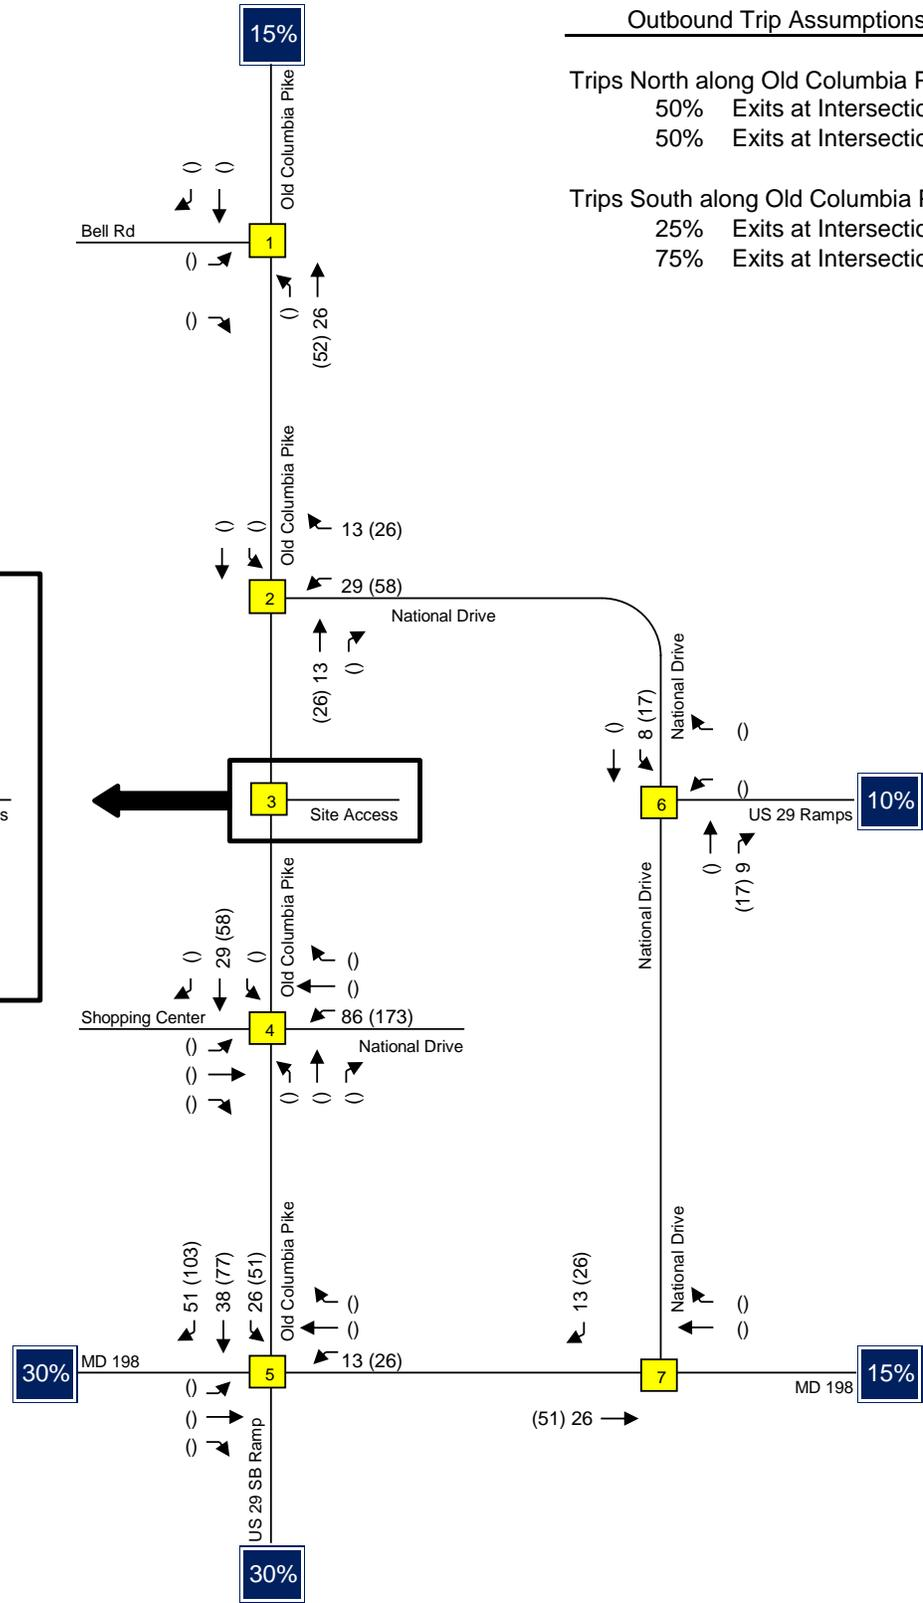 15%
Outbound Trip Assumptions
Trips North along Old Columbia
50% Exits at
50% Exits at
Trips South along Old Columbia
25% Exits at
75% Exits at
Old Columbia Pike
() ()
Bell Rd
1
()
()
()
(52) 26
Old Columbia Pike
() ()
13 (26)
2
29 (58)
National Drive
(26) 13
()
National Drive
()
8 (17)
()
3
Site Access
6
()
US 29 Ramps
10%
()
(17) 9
National Drive
Old Columbia Pike
()
29 (58)
()
()
()
Shopping Center
4
86 (173)
National Drive
()
()
()
() () ()
Old Columbia Pike
51 (103)
38 (77)
26 (51)
()
()
13 (26)
National Drive
()
()
30%
MD 198
5
13 (26)
7
MD 198
15%
()
()
()
(51) 26
US 29 SB Ramp
30%